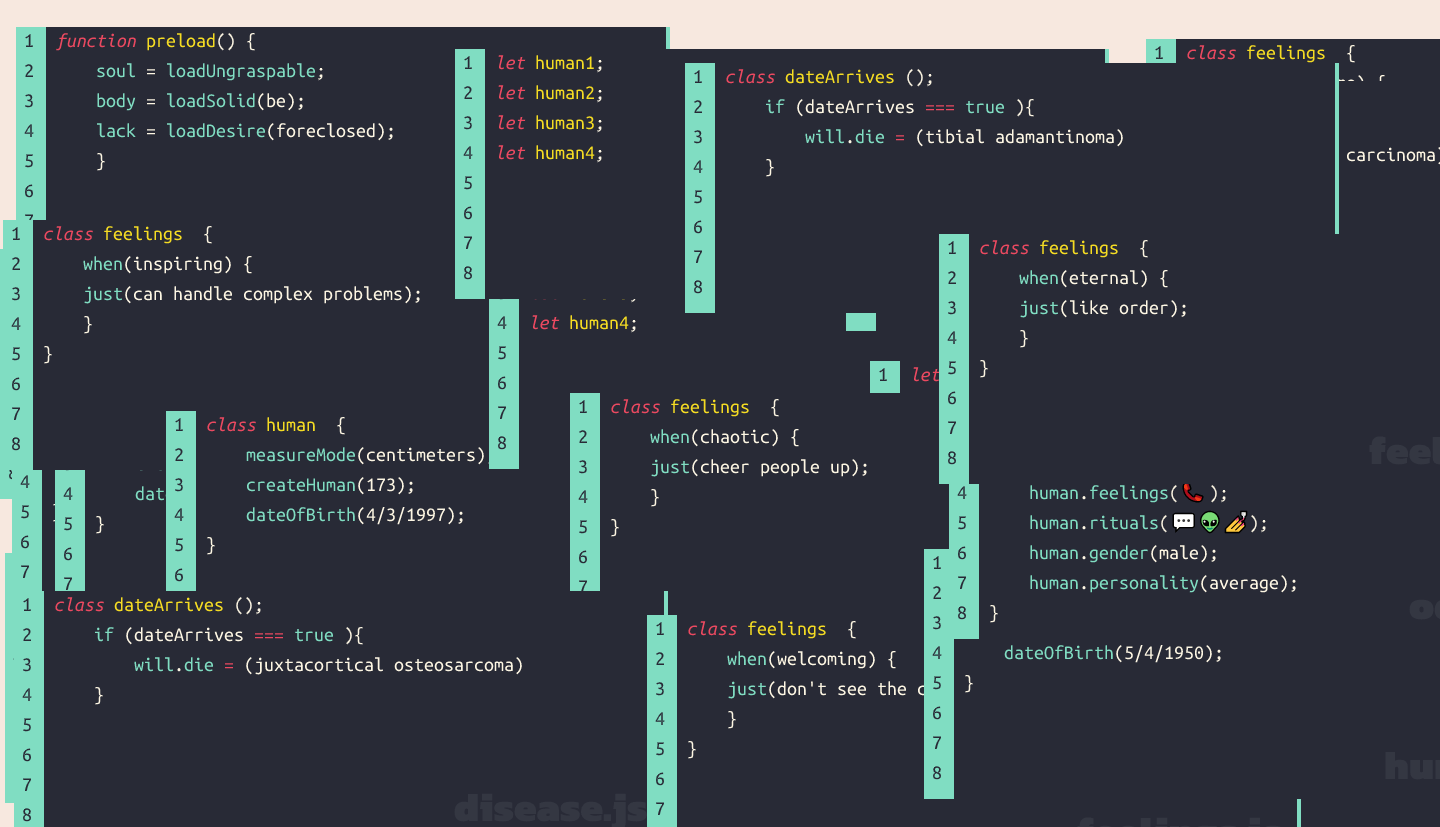 1 function preload() {
2 soul = loadUngraspable;
3 body = loadSolid(be);
4 lack = loadDesire(foreclosed);
5 }
6
7
1 let human1;
2 let human2;
3 let human3;
4 let human4;
5
6
7
8
1 class dateArrives ();
2 if (dateArrives === true ){
3 will.die = (tibial adamantinoma)
4 }
5
6
7
8
1 class feelings {
carcinoma)
1 class feelings {
2 when(inspiring) {
3 just(can handle complex problems);
4 }
5 }
6
7
8
4 let human4;
5
6
7
8
1 let
1 class feelings {
2 when(eternal) {
3 just(like order);
4 }
5 }
6
7
8
1 class human {
2 measureMode(centimeters)
3 createHuman(173);
4 dateOfBirth(4/3/1997);
5 }
6
4
5
6
7
4 dat
5 }
6
7
1 class feelings {
2 when(chaotic) {
3 just(cheer people up);
4 }
5 }
6
7
4 human.feelings(📞);
5 human.rituals(💬👽💅);
6 human.gender(male);
7 human.personality(average);
8 }
1
2
3
4 dateOfBirth(5/4/1950);
5 }
6
7
8
1 class dateArrives ();
2 if (dateArrives === true ){
3 will.die = (juxtacortical osteosarcoma)
4 }
5
6
7
8
1 class feelings {
2 when(welcoming) {
3 just(don't see the
4 }
5 }
6
7
disease.js